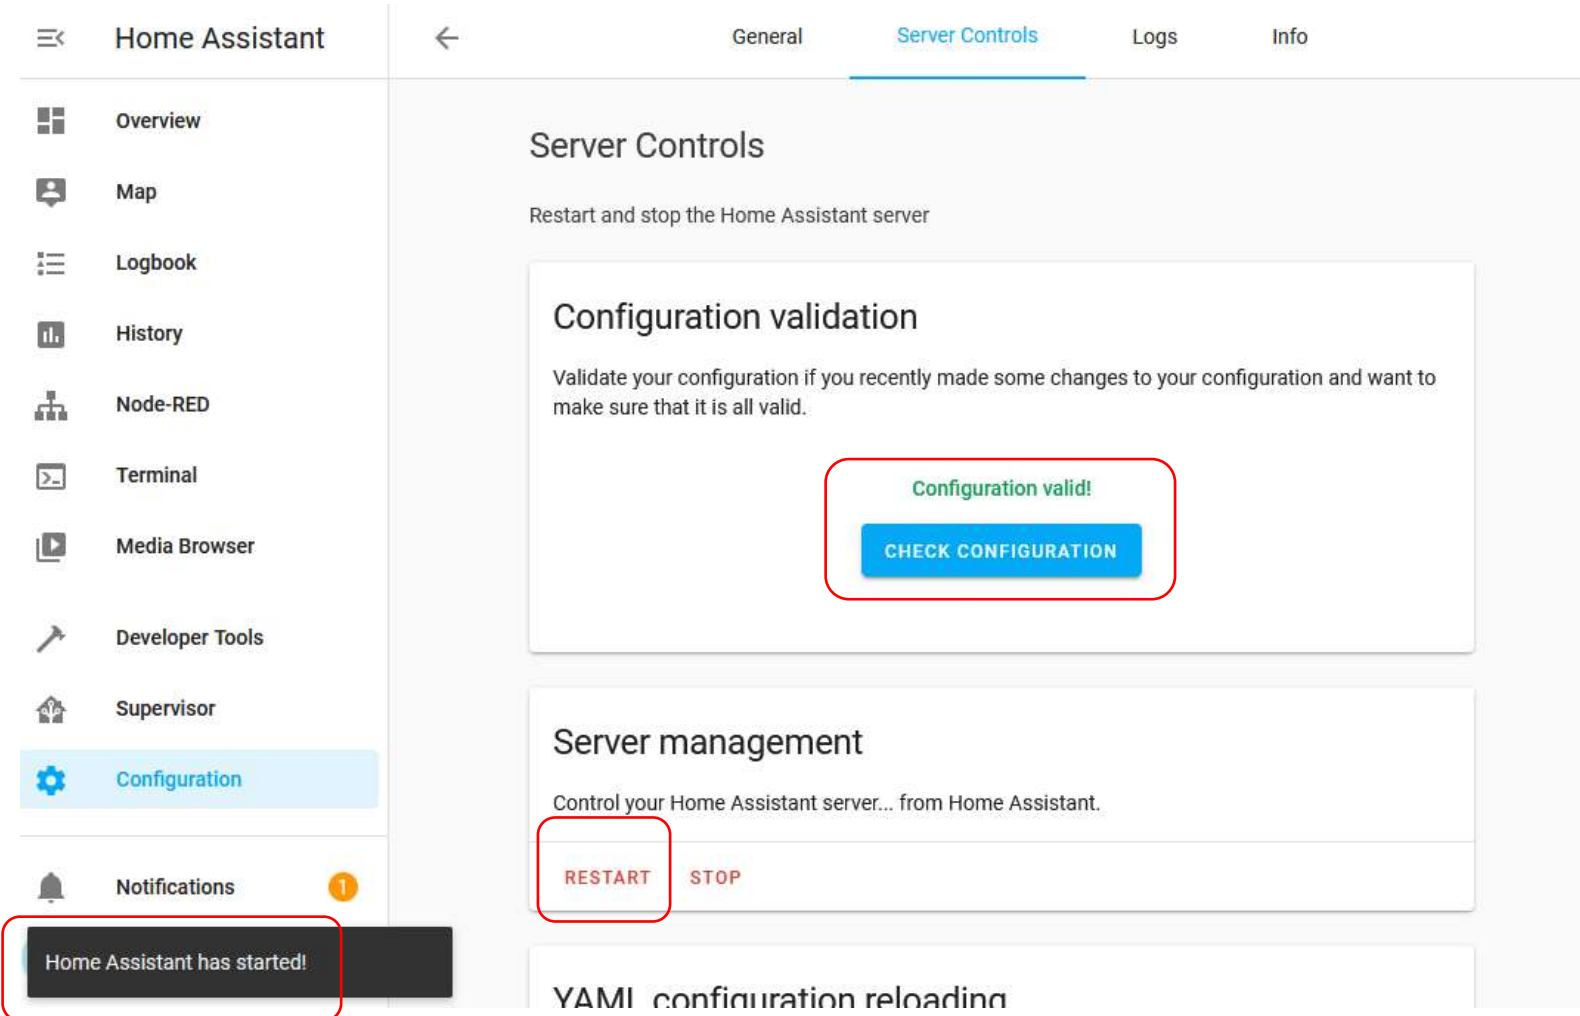 Home Assistant
General
Server Controls
Logs
Info
Overview
Map
Logbook
History
Node-RED
Terminal
Media Browser
Developer Tools
Supervisor
Configuration
Notifications
1
Home Assistant has started!
Server Controls
Restart and stop the Home Assistant server
Configuration validation
Validate your configuration if you recently made some changes to your configuration and want to
make sure that it is all valid.
Configuration valid!
CHECK CONFIGURATION
Server management
Control your Home Assistant server... from Home Assistant.
RESTART
STOP
YAML configuration reloading